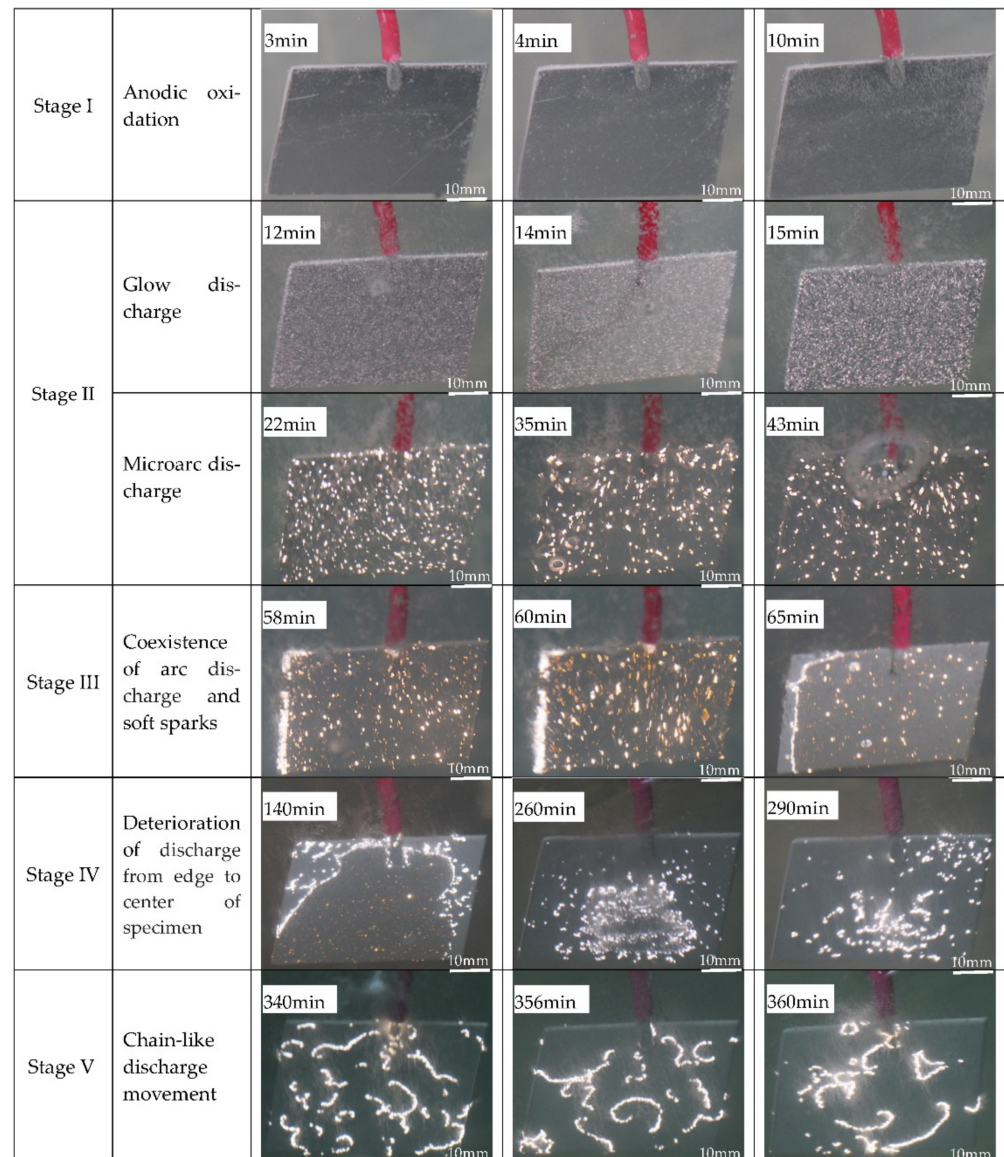 3min
4min
10min
Stage I
Anodic oxi-
dation
10mm
10mm
10mm
12min
14min
15min
Glow dis-
charge
10mm
10mm
10mm
Stage II
22min
35min
43min
Microarc dis-
charge
10mm
10mm
10mm
58min
60min
65min
Stage III
Coexistence
of arc dis-
charge and
soft sparks
10mm
10mm
10mm
140min
260min
290min
Stage IV
Deterioration
of discharge
from edge to
center of
specimen
10mm
10mm
10mm
340min
356min
360min
Stage V
Chain-like
discharge
movement
10mm
10mm
10mm